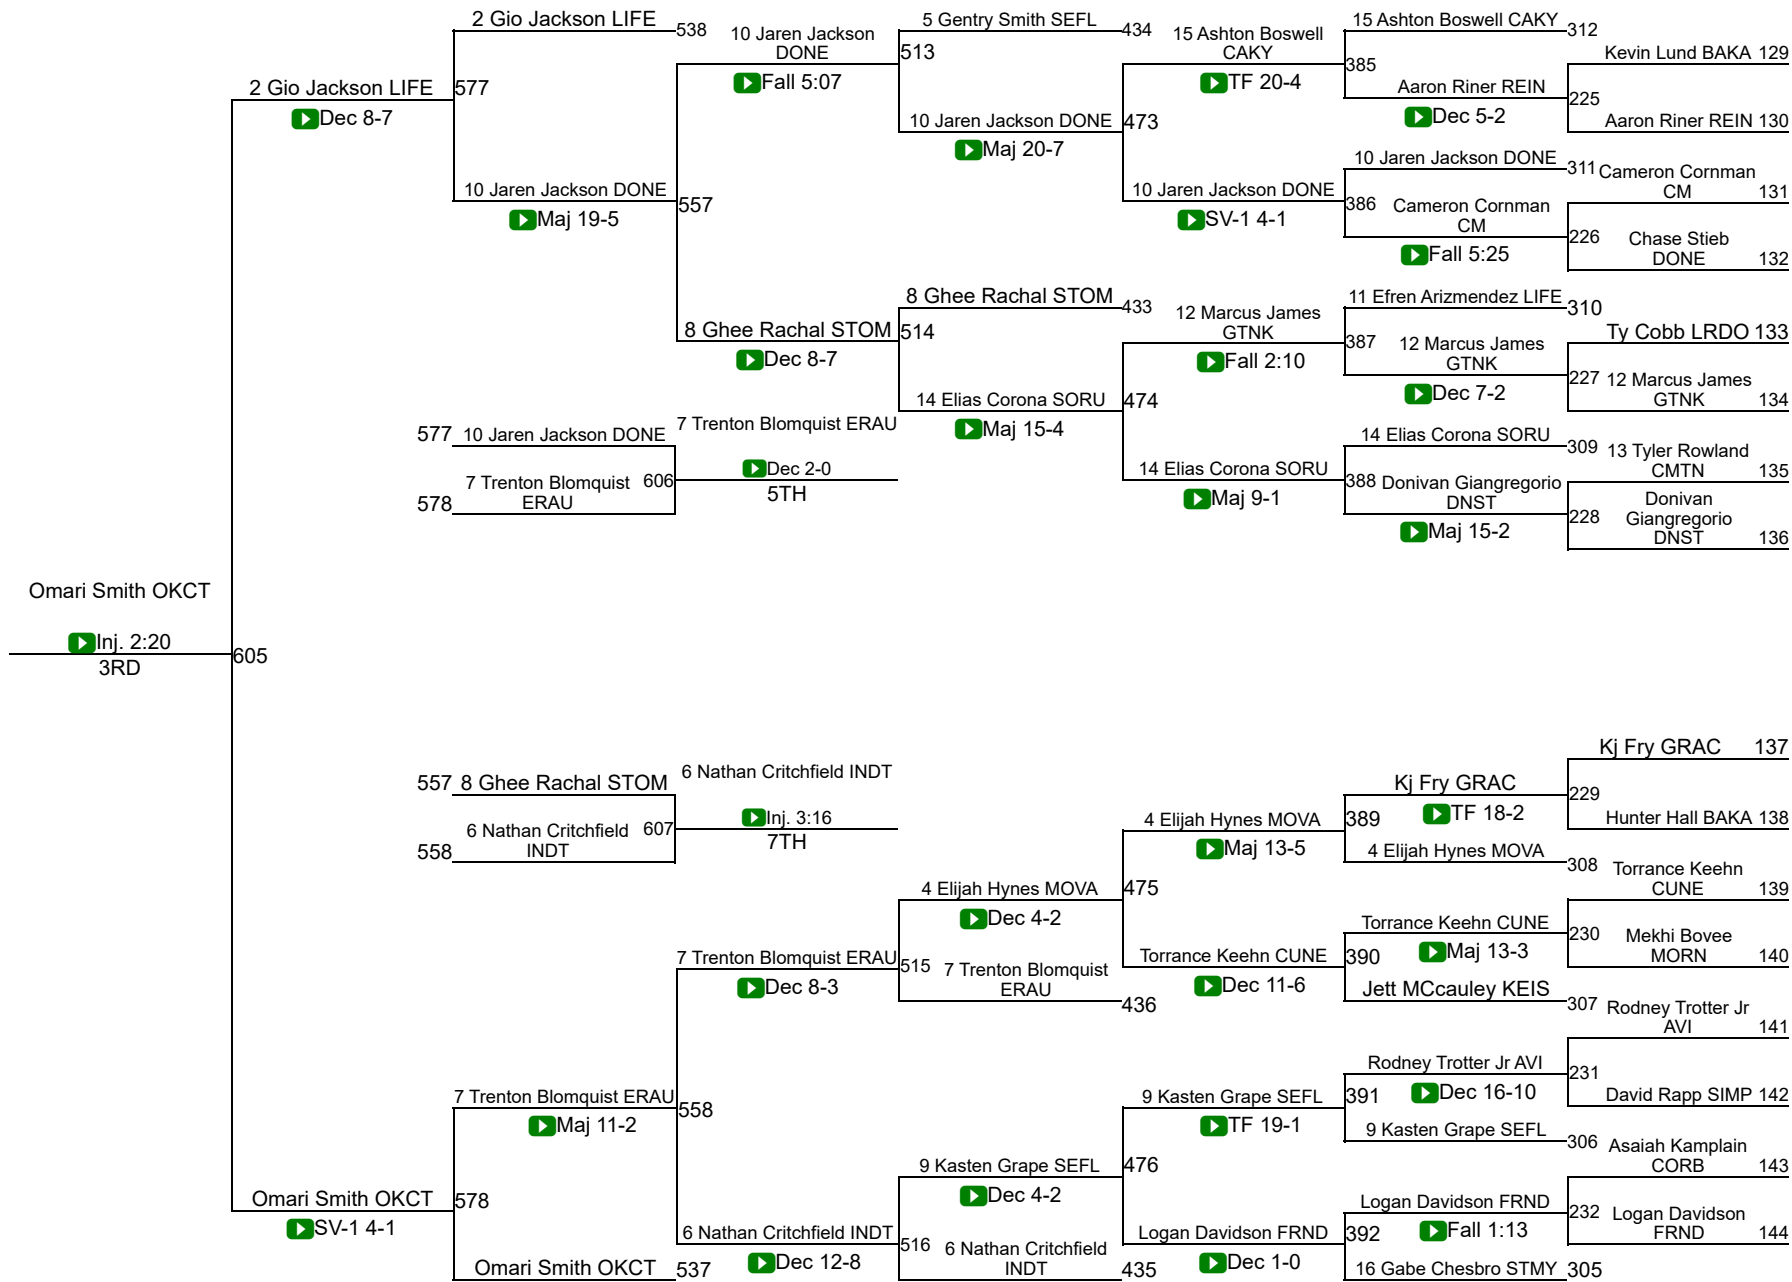 2 Gio Jackson LIFE
538
10 Jaren Jackson
DONE
Fall 5:07
5 Gentry Smith SEFL
434
513
15 Ashton Boswell
CAKY
TF 20-4
15 Ashton Boswell CAKY
312
Kevin Lund BAKA 129
385
Aaron Riner REIN
Dec 5-2
225
Aaron Riner REIN 130
2 Gio Jackson LIFE
Dec 8-7
577
10 Jaren Jackson DONE
Maj 20-7
473
10 Jaren Jackson DONE
311
Cameron Cornman
CM 131
10 Jaren Jackson DONE
Maj 19-5
557
10 Jaren Jackson DONE
SV-1 4-1
386
Cameron Cornman
CM
Fall 5:25
226
Chase Stieb
DONE 132
8 Ghee Rachal STOM
433
8 Ghee Rachal STOM
Dec 8-7
514
12 Marcus James
GTNK
Fall 2:10
11 Efren Arizmendez LIFE
310
Ty Cobb LRDO 133
387
12 Marcus James
GTNK
Dec 7-2
227
12 Marcus James
GTNK 134
14 Elias Corona SORU
Maj 15-4
474
577
10 Jaren Jackson DONE
7 Trenton Blomquist ERAU
Dec 2-0
5TH
606
578
7 Trenton Blomquist
ERAU
14 Elias Corona SORU
Maj 9-1
14 Elias Corona SORU
309
13 Tyler Rowland
CMTN 135
388
Donivan Giangregorio
DNST
Maj 15-2
228
Donivan
Giangregorio
DNST 136
Omari Smith OKCT
Inj. 2:20
3RD
605
557
8 Ghee Rachal STOM
6 Nathan Critchfield INDT
Inj. 3:16
7TH
607
558
6 Nathan Critchfield
INDT
Kj Fry GRAC 137
Kj Fry GRAC
TF 18-2
229
Hunter Hall BAKA 138
4 Elijah Hynes MOVA
Maj 13-5
389
4 Elijah Hynes MOVA
308
Torrance Keehn
CUNE 139
4 Elijah Hynes MOVA
Dec 4-2
475
Torrance Keehn CUNE
Maj 13-3
230
Mekhi Bovee
MORN 140
7 Trenton Blomquist ERAU
Dec 8-3
515
7 Trenton Blomquist
ERAU
436
Torrance Keehn CUNE
Dec 11-6
390
Jett MCcauley KEIS
307
Rodney Trotter Jr
AVI 141
Rodney Trotter Jr AVI
Dec 16-10
231
David Rapp SIMP 142
7 Trenton Blomquist ERAU
Maj 11-2
558
9 Kasten Grape SEFL
TF 19-1
391
9 Kasten Grape SEFL
306
Asaiah Kamplain
CORB 143
9 Kasten Grape SEFL
Dec 4-2
476
Omari Smith OKCT
SV-1 4-1
578
Logan Davidson FRND
Fall 1:13
232
Logan Davidson
FRND 144
6 Nathan Critchfield INDT
Dec 12-8
516
6 Nathan Critchfield
INDT
435
Logan Davidson FRND
Dec 1-0
392
16 Gabe Chesbro STMY
305
Omari Smith OKCT
537